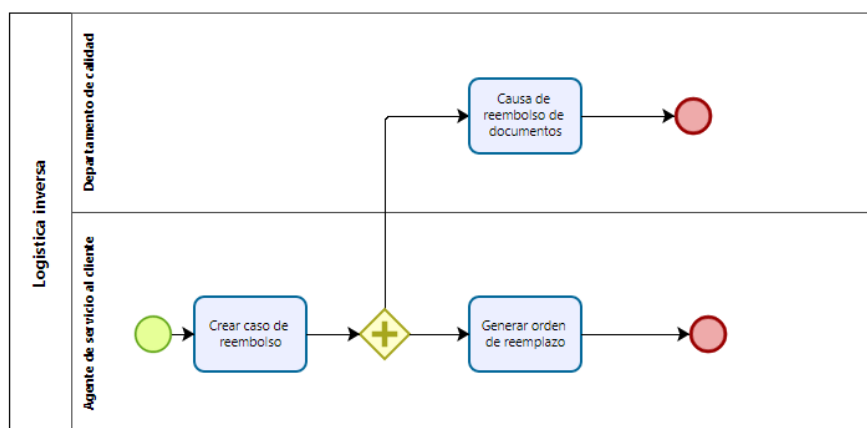 Logística inversa
Departamento de calidad
Causa de
reembolso de
documentos
Agente de servicio al cliente
Crear caso de
reembolso
Generar orden
de reemplazo